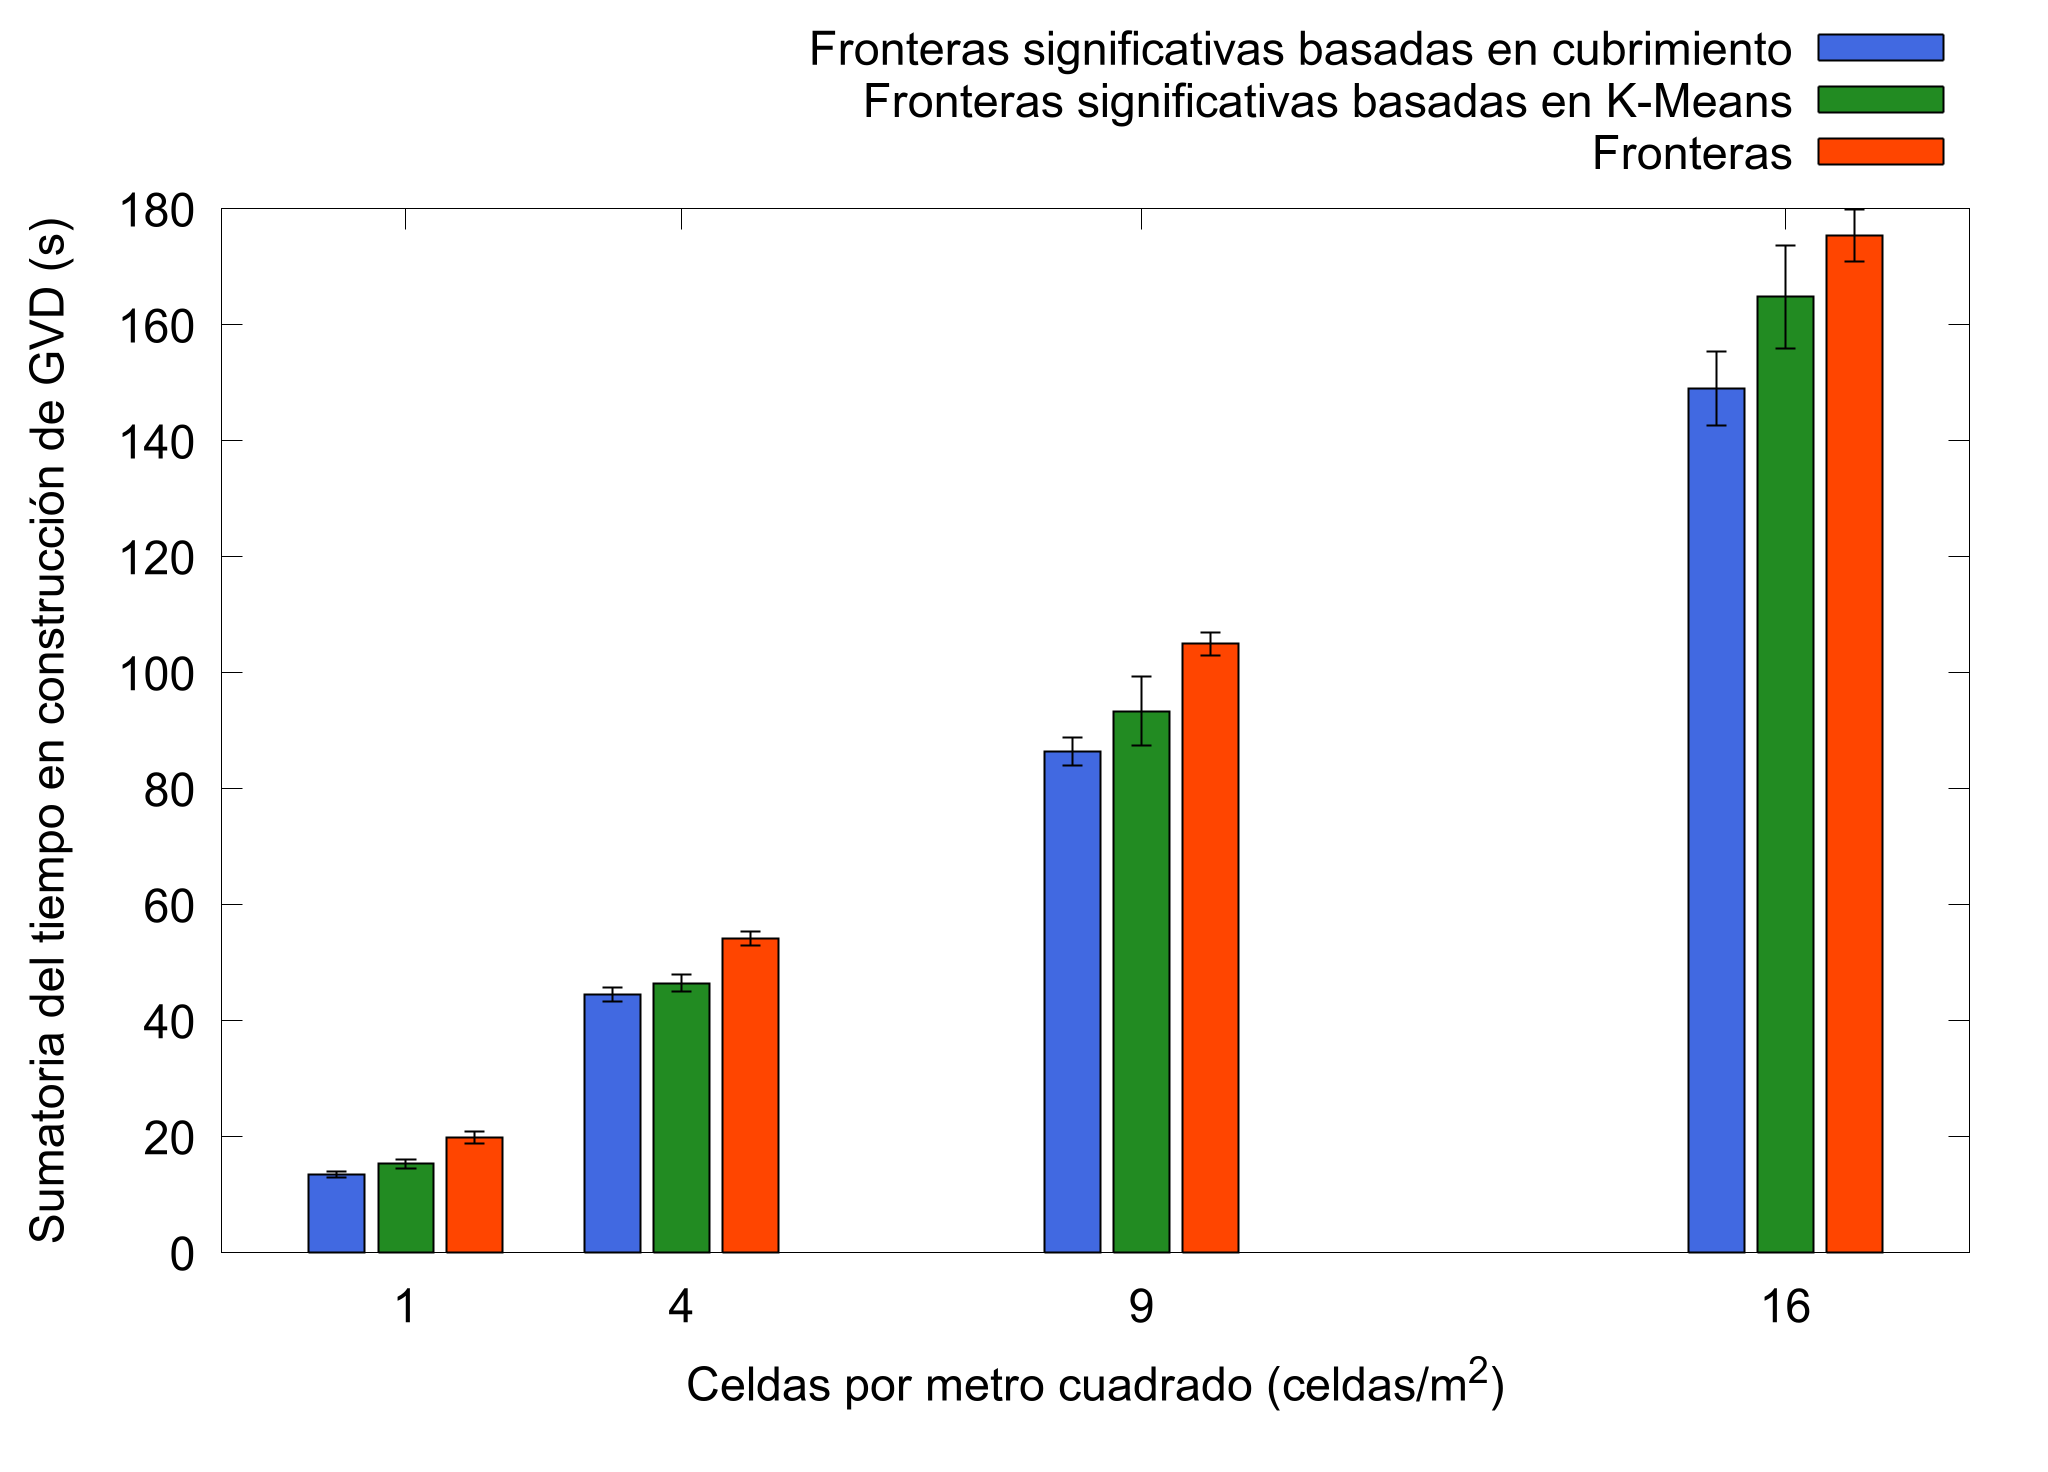 Fronteras significativas basadas en cubrimiento
Fronteras significativas basadas en K-Means
Fronteras
Sumatoria del tiempo en construcción de GVD (s)
180
160
140
120
100
80
60
40
20
0
1 4 9 16
Celdas por metro cuadrado (celdas/m²)